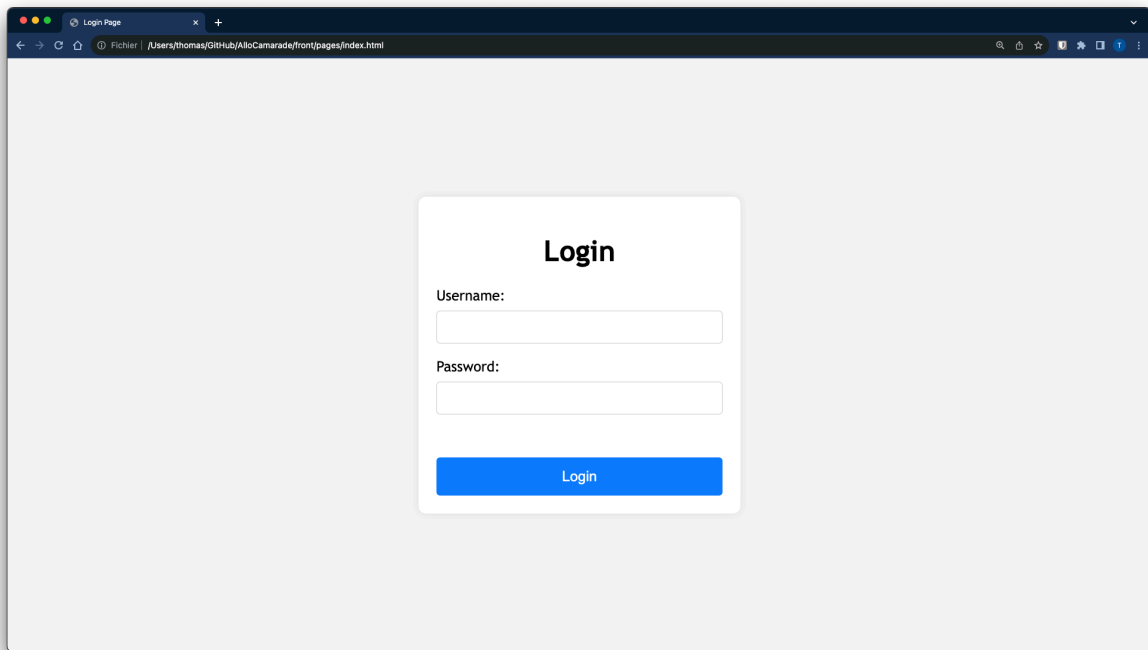 Login Page
Fichier | /Users/thomas/GitHub/AlloCamarade/front/pages/index.html
T
Login
Username:
Password:
Login